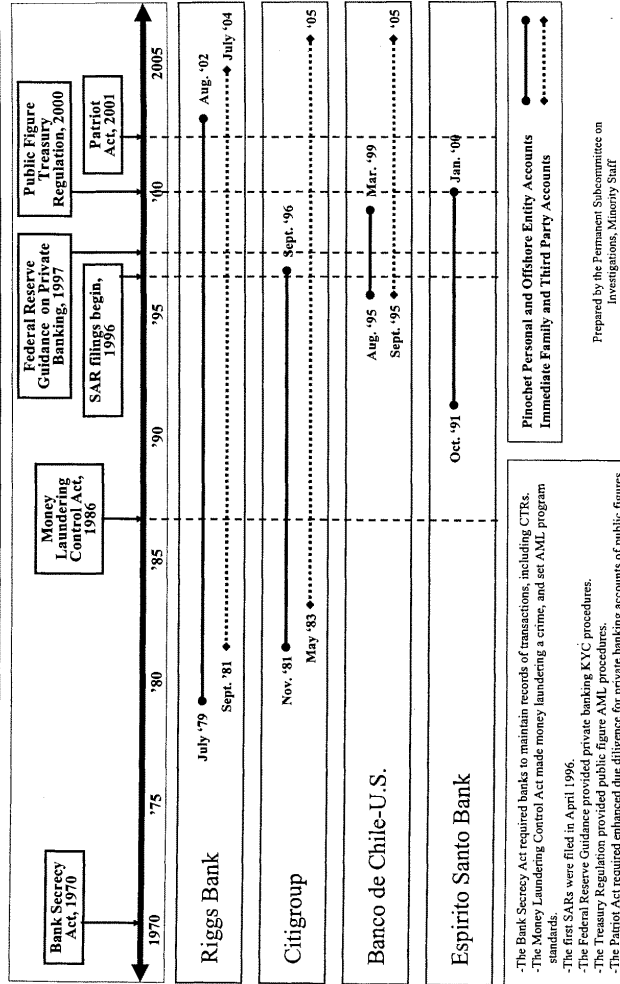 Bank Secrecy
Act, 1970
Money
Laundering
Control Act,
1986
Federal Reserve
Guidance on Private
Banking, 1997
SAR filings begin,
1996
Public Figure
Treasury
Regulation, 2000
Patriot
Act, 2001
1970
'75
'80
'85
'90
'95
'00
2005
Riggs Bank
July '79
Aug. '02
Sept. '81
July '04
Citigroup
Nov. '81
Sept. '96
May '83
'05
Banco de Chile-U.S.
Aug. '95
Mar. '99
Sept. '95
'05
Espirito Santo Bank
Oct. '91
Jan. '00
-The Bank Secrecy Act required banks to maintain records of transactions, including CTRs.
-The Money Laundering Control Act made money laundering a crime, and set AML program
standards.
-The first SARs were filed in April 1996.
-The Federal Reserve Guidance provided private banking KYC procedures.
-The Treasury Regulation provided public figure AML procedures.
-The Patriot Act required enhanced due diligence for private banking accounts of public figures
Pinochet Personal and Offshore Entity Accounts
Immediate Family and Third Party Accounts
Prepared by the Permanent Subcommittee on
Investigations, Minority Staff